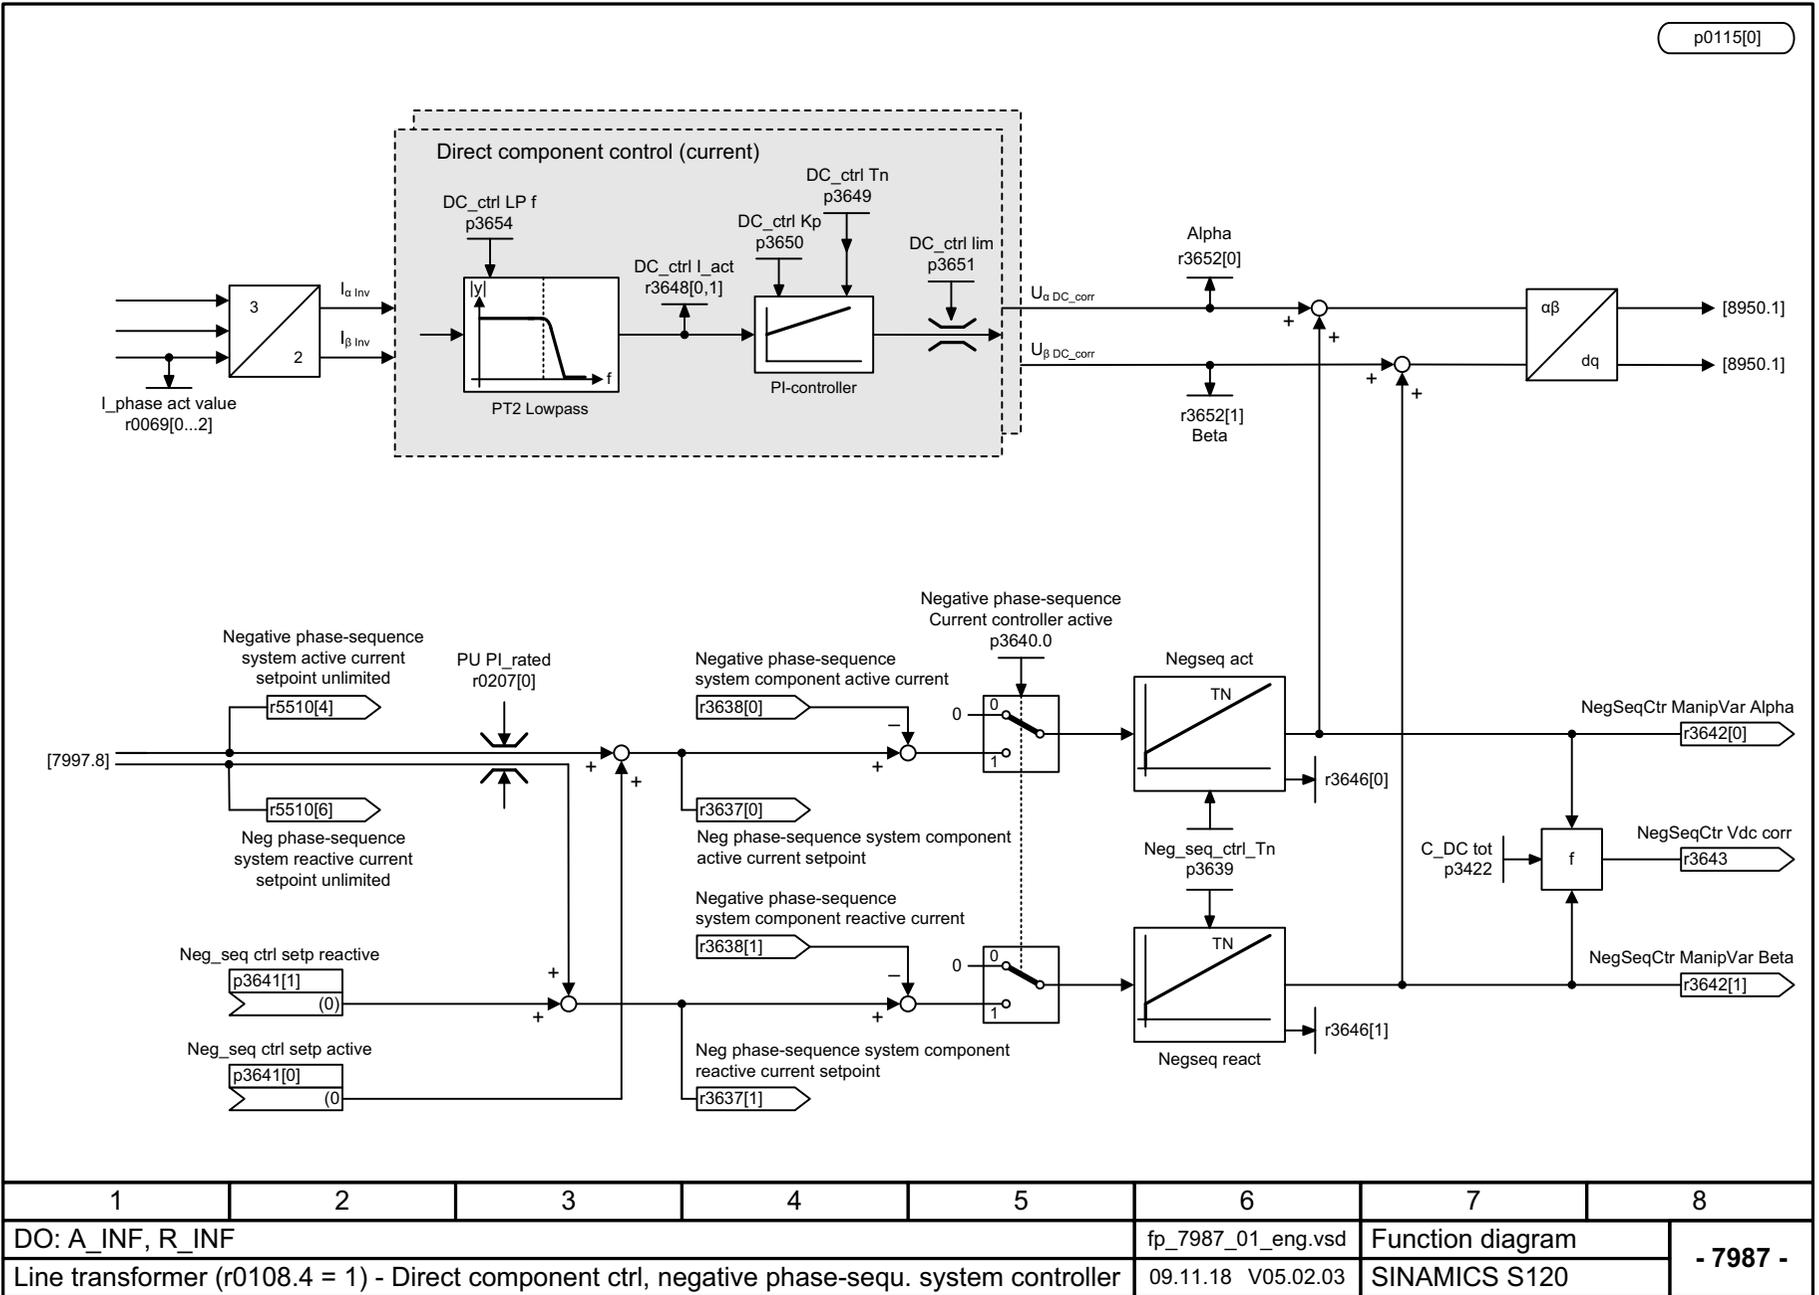 p0115[0]
Direct component control (current)
DC_ctrl Tn
p3649
DC_ctrl LP f
p3654
DC_ctrl Kp
p3650
DC_ctrl lim
p3651
DC_ctrl I_act
r3648[0,1]
Alpha
r3652[0]
3
2
Iα Inv
Iβ Inv
|y|
f
PT2 Lowpass
PI-controller
Uα DC_corr
Uβ DC_corr
+
+
+
+
αβ
dq
[8950.1]
[8950.1]
I_phase act value
r0069[0...2]
r3652[1]
Beta
Negative phase-sequence
Current controller active
p3640.0
Negative phase-sequence
system active current
setpoint unlimited
r5510[4]
PU PI_rated
r0207[0]
Negative phase-sequence
system component active current
r3638[0]
–
+
+
+
0
0
1
Negseq act
TN
r3646[0]
NegSeqCtr ManipVar Alpha
r3642[0]
[7997.8]
r5510[6]
Neg phase-sequence
system reactive current
setpoint unlimited
r3637[0]
Neg phase-sequence system component
active current setpoint
Neg_seq_ctrl_Tn
p3639
C_DC tot
p3422
f
NegSeqCtr Vdc corr
r3643
Negative phase-sequence
system component reactive current
r3638[1]
–
+
0
0
1
TN
Negseq react
r3646[1]
NegSeqCtr ManipVar Beta
r3642[1]
Neg_seq ctrl setp reactive
p3641[1]
(0)
+
+
Neg_seq ctrl setp active
p3641[0]
(0
Neg phase-sequence system component
reactive current setpoint
r3637[1]
1 2 3 4 5 6 7 8
DO: A_INF, R_INF
fp_7987_01_eng.vsd
Function diagram
- 7987 -
Line transformer (r0108.4 = 1) - Direct component ctrl, negative phase-sequ. system controller
09.11.18 V05.02.03
SINAMICS S120